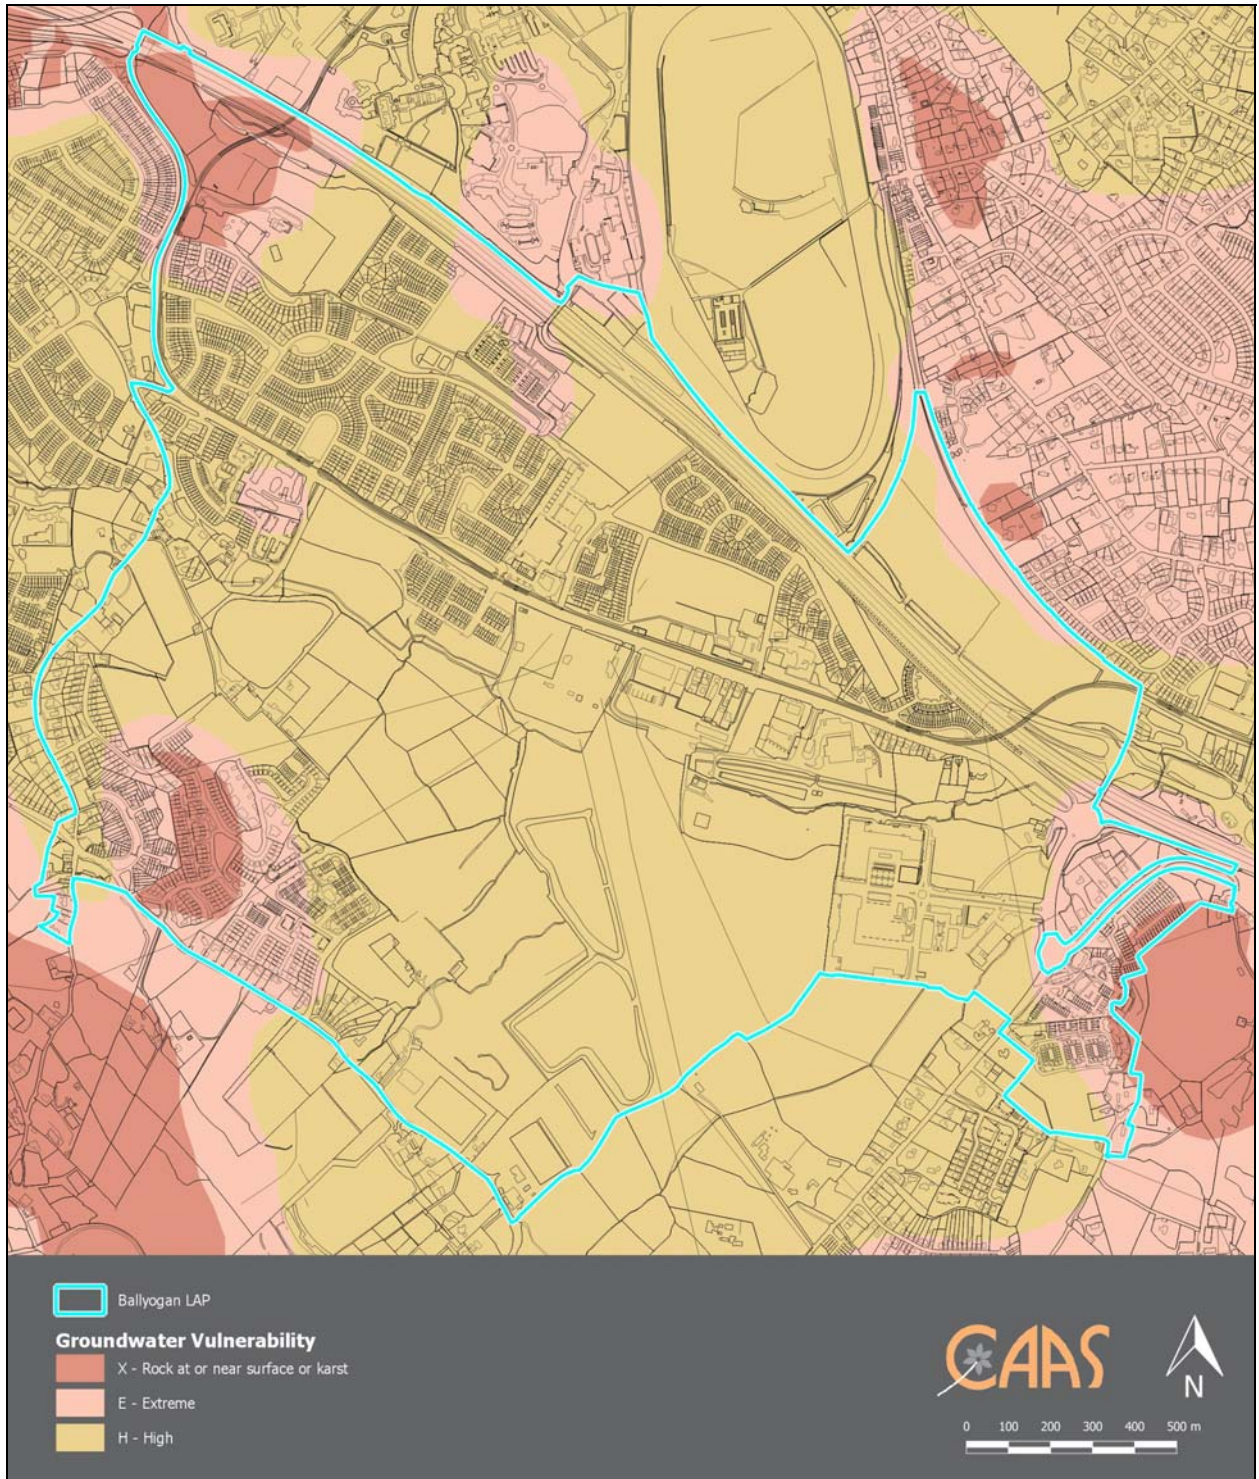 Ballyogan LAP
Groundwater Vulnerability
X - Rock at or near surface or karst
E - Extreme
H - High
CAAS
N
0 100 200 300 400 500 m